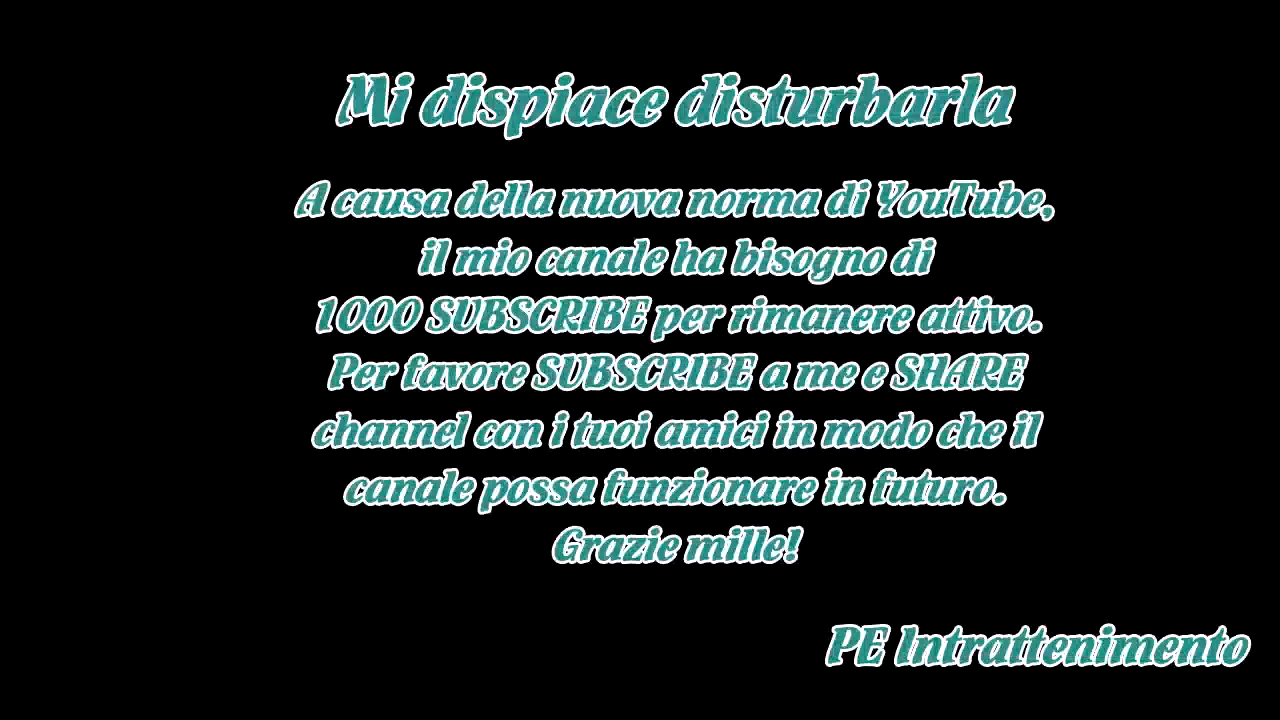 Mi dispiace disturbarla
A causa della nuova norma di YouTube,
il mio canale ha bisogno di
1000 SUBSCRIBE per rimanere attivo.
Per favore SUBSCRIBE a me e SHARE
channel con i tuoi amici in modo che il
canale possa funzionare in futuro.
Grazie mille!
PE Intrattenimento